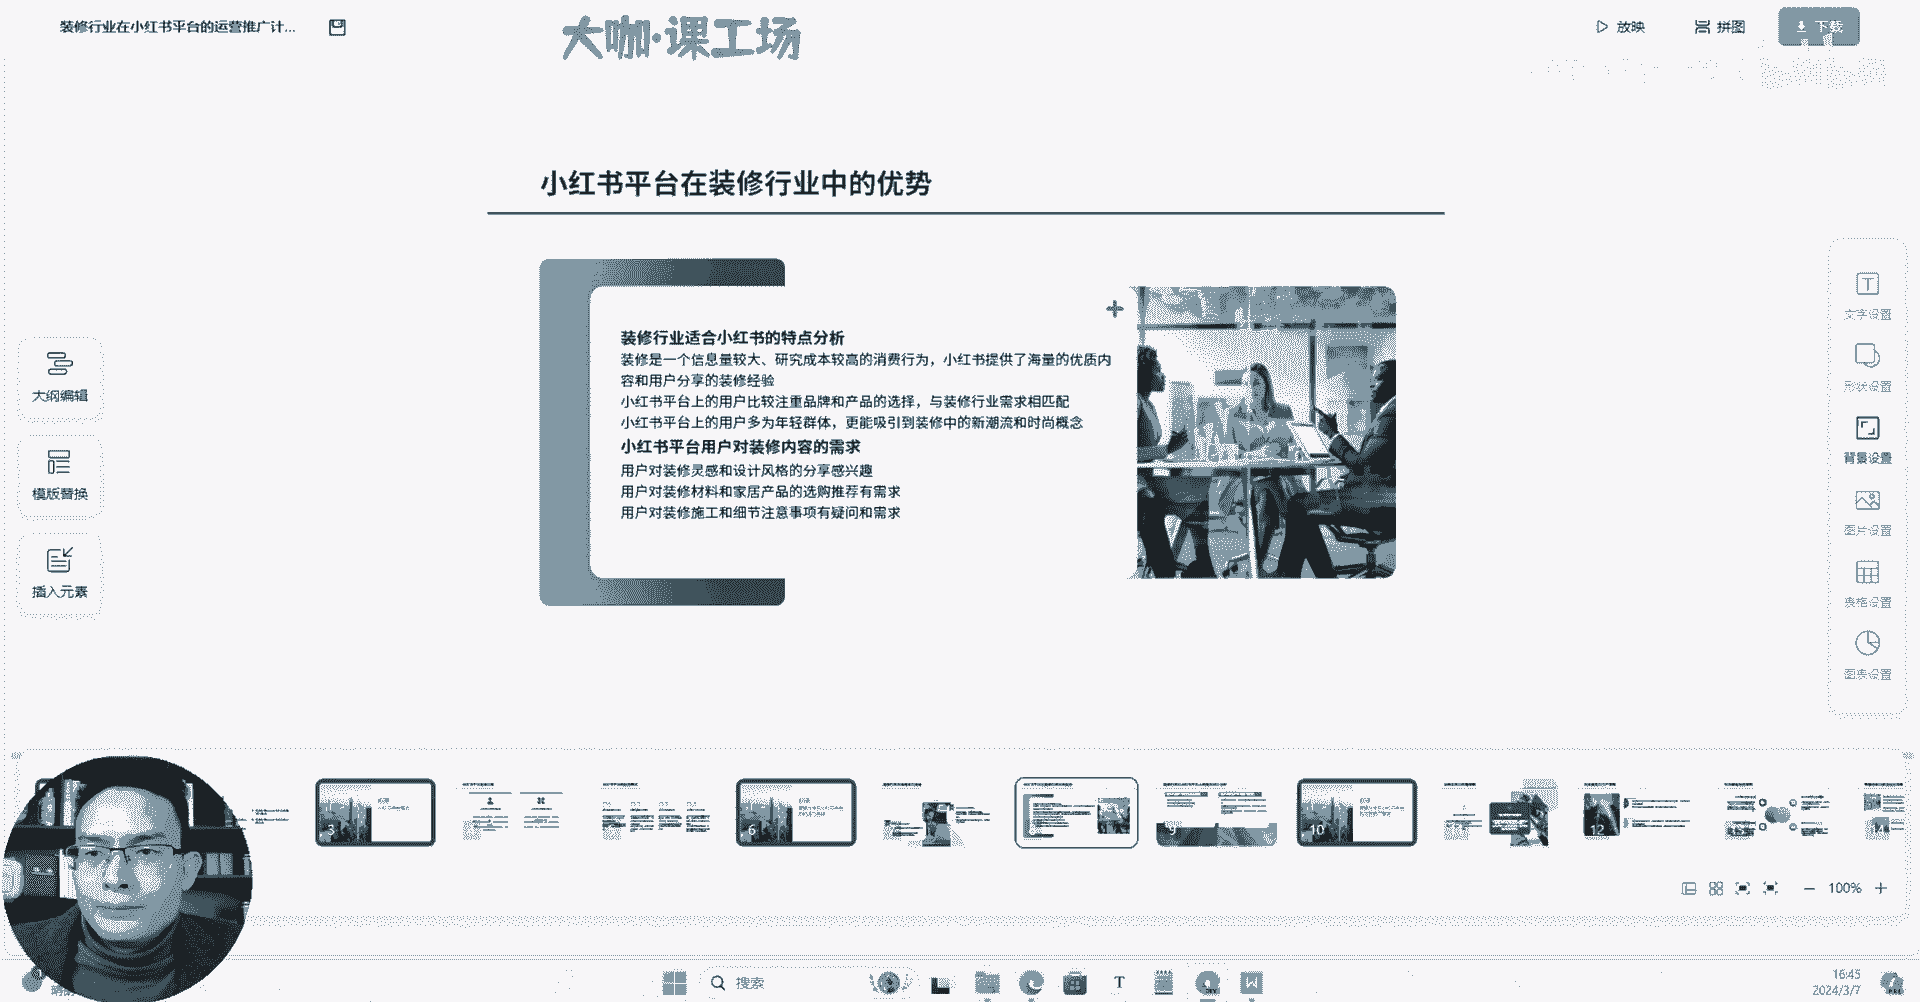 装修行业在小红书平台的运营推广计...
大咖·课工场
放映
拼图
下载
小红书平台在装修行业中的优势
装修行业适合小红书的特点分析
装修是一个信息量较大、研究成本较高的消费行为，小红书提供了海量的优质内
容和用户分享的装修经验
小红书平台上的用户比较注重品牌和产品的选择，与装修行业需求相匹配
小红书平台上的用户多为年轻群体，更能吸引到装修中的新潮流和时尚概念
小红书平台用户对装修内容的需求
用户对装修灵感和设计风格的分享感兴趣
用户对装修材料和家居产品的选购推荐有需求
用户对装修施工和细节注意事项有疑问和需求
大纲编辑
模版替换
插入元素
文字设置
形状设置
背景设置
图片设置
表格设置
图表设置
3
6
9
10
12
100%
搜索
16:45
2024/3/7